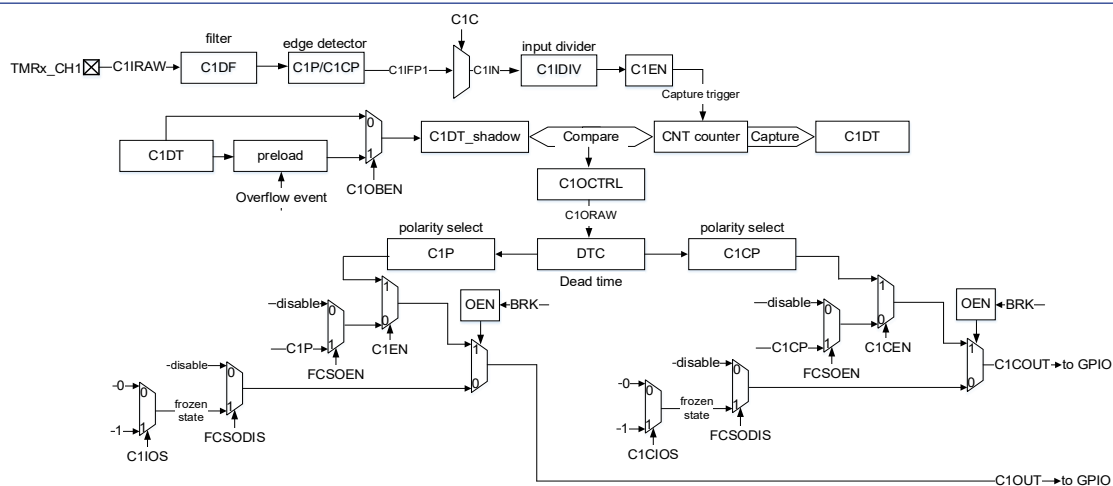 C1C
filter
edge detector
input divider
TMRx_CH1
C1IRAW
C1DF
C1P/C1CP
C1IFP1
C1IN
C1IDIV
C1EN
Capture trigger
0
C1DT
preload
1
C1DT_shadow
Compare
CNT counter
Capture
C1DT
Overflow event
C1OBEN
C1OCTRL
C1ORAW
polarity select
polarity select
C1P
DTC
C1CP
Dead time
disable
0
1
0
C1P
1
C1EN
FCSOEN
OEN
BRK
1
0
disable
0
1
0
C1CP
1
C1CEN
FCSOEN
OEN
BRK
1
0
C1COUT
to GPIO
-disable
0
1
-0
0
frozen
state
-1
1
C1IOS
FCSODIS
-disable
0
1
-0
0
frozen
state
-1
1
C1CIOS
FCSODIS
C1OUT
to GPIO